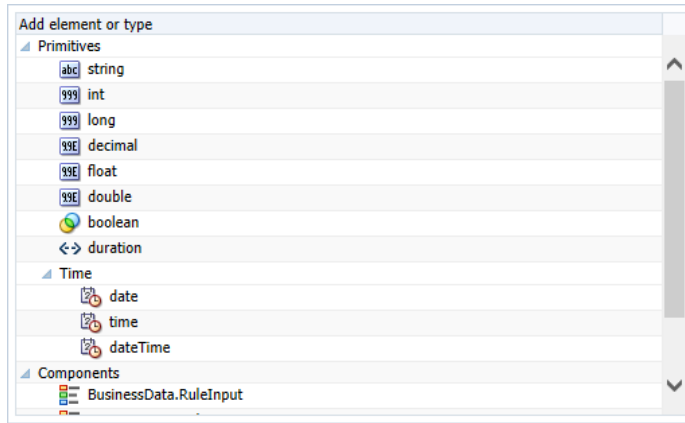 Add element or type
Primitives
abc string
999 int
999 long
99E decimal
99E float
99E double
boolean
duration
Time
date
time
dateTime
Components
BusinessData.RuleInput